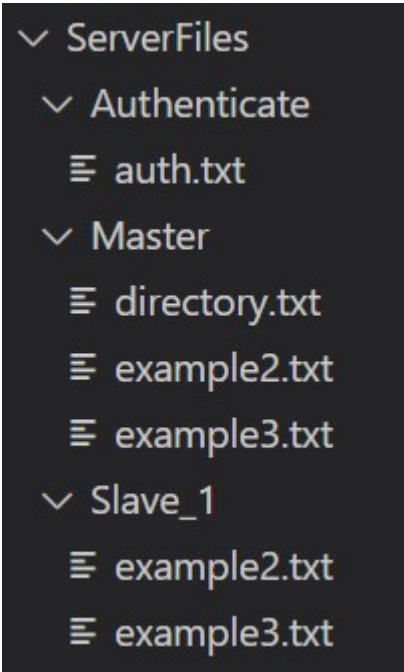 ServerFiles
Authenticate
auth.txt
Master
directory.txt
example2.txt
example3.txt
Slave_1
example2.txt
example3.txt